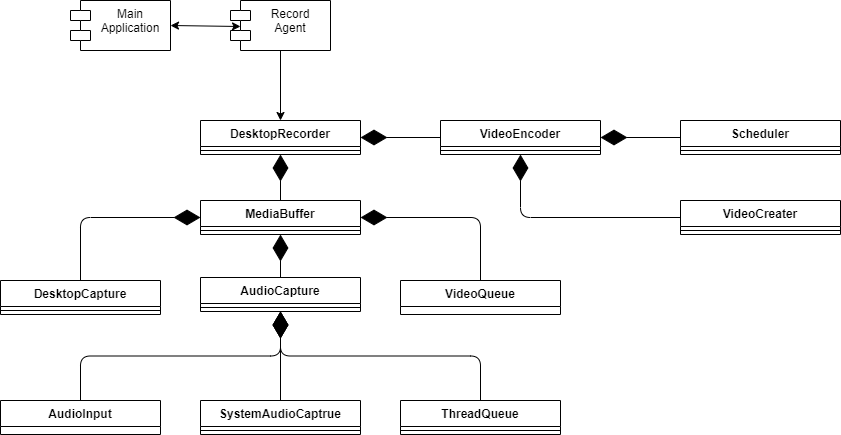 Main
Application
Record
Agent
DesktopRecorder
VideoEncoder
Scheduler
MediaBuffer
VideoCreater
DesktopCapture
AudioCapture
VideoQueue
AudioInput
SystemAudioCaptrue
ThreadQueue